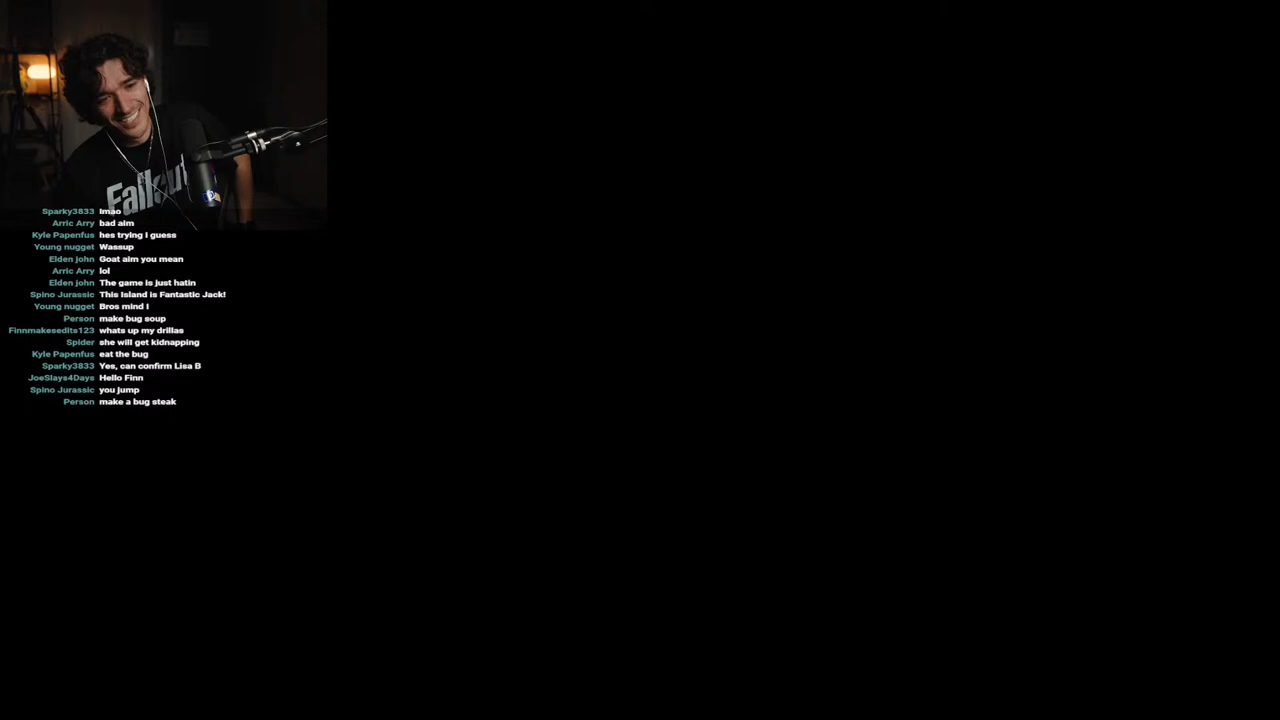 Fallout
Sparky3833 lmao
Arric Arry bad aim
Kyle Papenfus hes trying I guess
Young nugget Wassup
Elden john Goat aim you mean
Arric Arry lol
Elden john The game is just hatin
Spino Jurassic This Island is Fantastic Jack!
Young nugget Bros mind I
Person make bug soup
Finnmakesedits123 whats up my drillas
Spider she will get kidnapping
Kyle Papenfus eat the bug
Sparky3833 Yes, can confirm Lisa B
JoeSlays4Days Hello Finn
Spino Jurassic you jump
Person make a bug steak